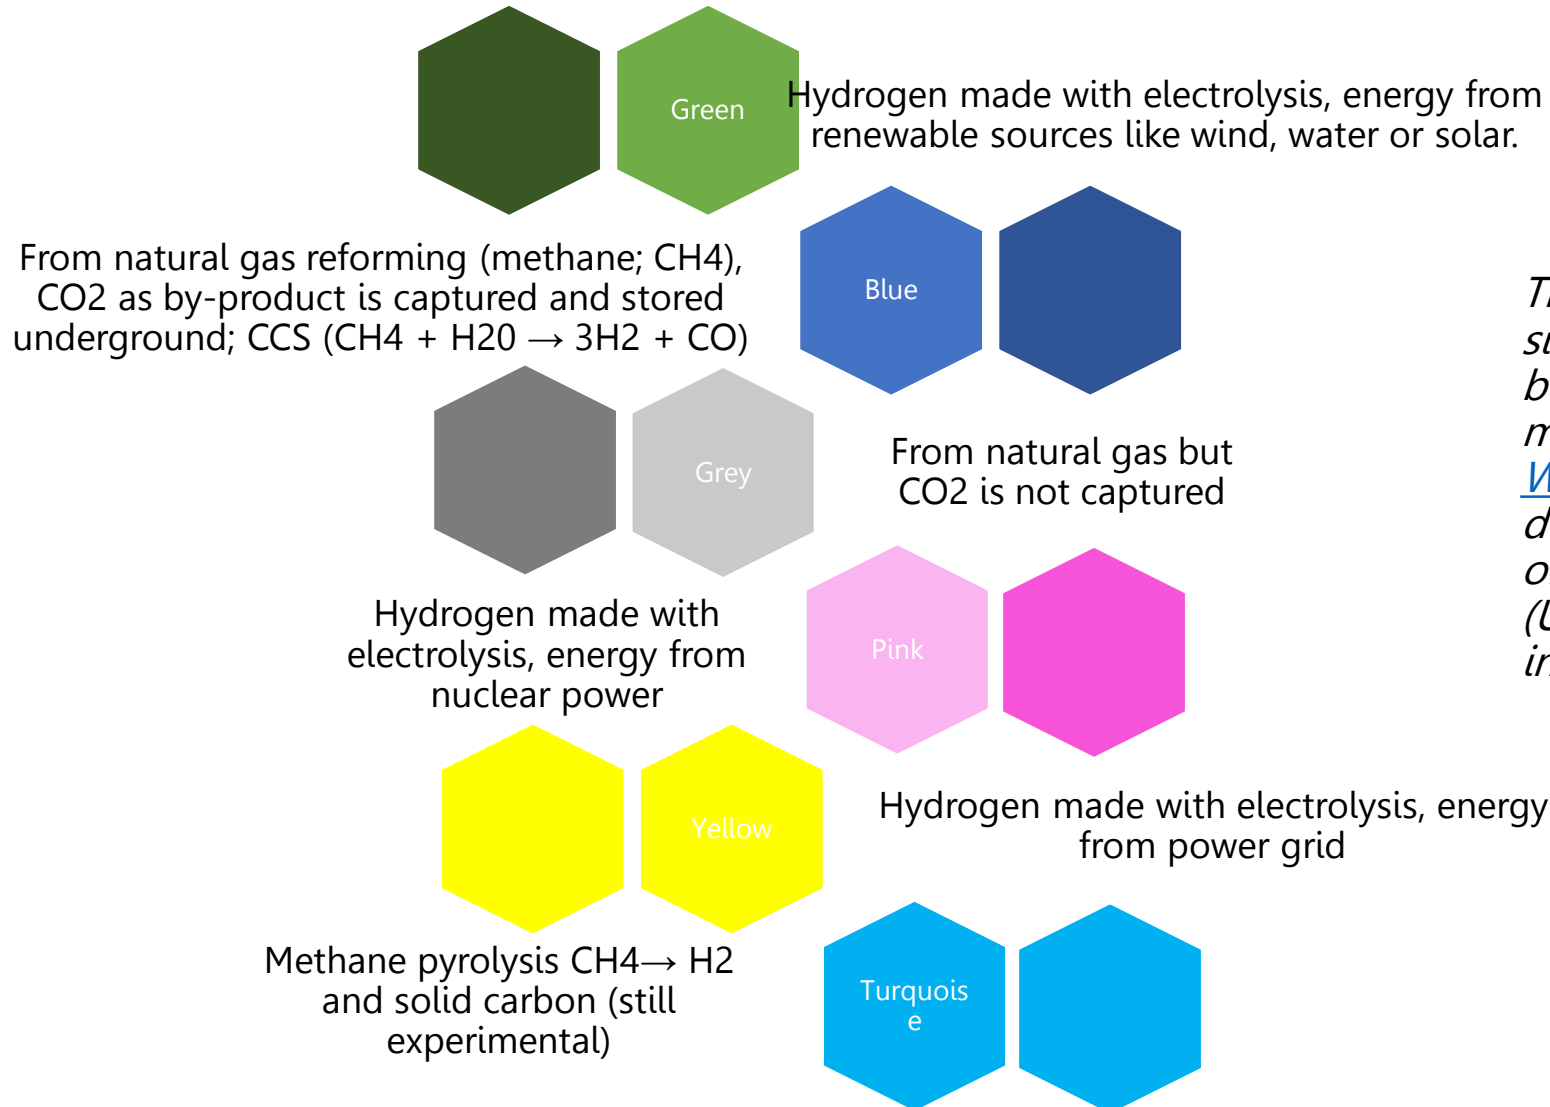 Green
Hydrogen made with electrolysis, energy from
renewable sources like wind, water or solar.
From natural gas reforming (methane; CH4),
CO2 as by-product is captured and stored
underground; CCS (CH4 + H20 → 3H2 + CO)
Blue
Grey
From natural gas but
CO2 is not captured
Hydrogen made with
electrolysis, energy from
nuclear power
Pink
Yellow
Hydrogen made with electrolysis, energy
from power grid
Methane pyrolysis CH4→ H2
and solid carbon (still
experimental)
Turquois
e